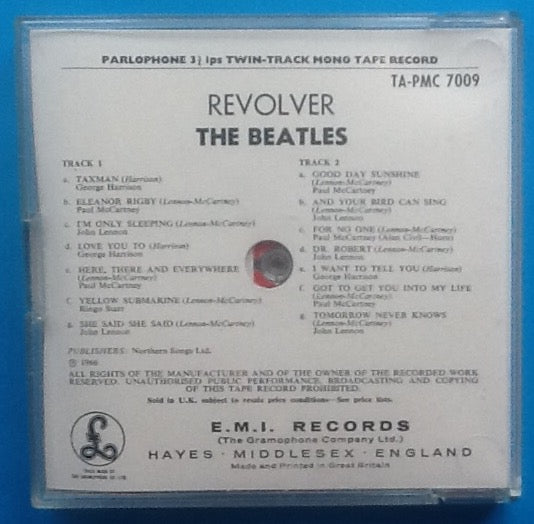 PARLOPHONE 3¾ ips TWIN-TRACK MONO TAPE RECORD
TA-PMC 7009
REVOLVER
THE BEATLES
TRACK 1
a. TAXMAN (Harrison)
George Harrison
b. ELEANOR RIGBY (Lennon-McCartney)
Paul McCartney
c. I'M ONLY SLEEPING (Lennon-McCartney)
John Lennon
d. LOVE YOU TO (Harrison)
George Harrison
e. HERE, THERE AND EVERYWHERE
(Lennon-McCartney)
Paul McCartney
f. YELLOW SUBMARINE (Lennon-McCartney)
Ringo Starr
g. SHE SAID SHE SAID (Lennon-McCartney)
John Lennon
TRACK 2
a. GOOD DAY SUNSHINE
(Lennon-McCartney)
Paul McCartney
b. AND YOUR BIRD CAN SING
(Lennon-McCartney)
John Lennon
c. FOR NO ONE (Lennon-McCartney)
Paul McCartney (Alan Civil—Horn)
d. DR. ROBERT (Lennon-McCartney)
John Lennon
e. I WANT TO TELL YOU (Harrison)
George Harrison
f. GOT TO GET YOU INTO MY LIFE
(Lennon-McCartney)
Paul McCartney
g. TOMORROW NEVER KNOWS
(Lennon-McCartney)
John Lennon
PUBLISHERS: Northern Songs Ltd.
Ⓟ 1966
ALL RIGHTS OF THE MANUFACTURER AND OF THE OWNER OF THE RECORDED WORK
RESERVED. UNAUTHORISED PUBLIC PERFORMANCE, BROADCASTING AND COPYING
OF THIS TAPE RECORD PROHIBITED.
Sold in U.K. subject to resale price conditions—See price lists.
£
TRADE MARK OF
THE GRAMOPHONE CO. LTD.
E.M.I. RECORDS
(The Gramophone Company Ltd.)
HAYES · MIDDLESEX · ENGLAND
Made and Printed in Great Britain